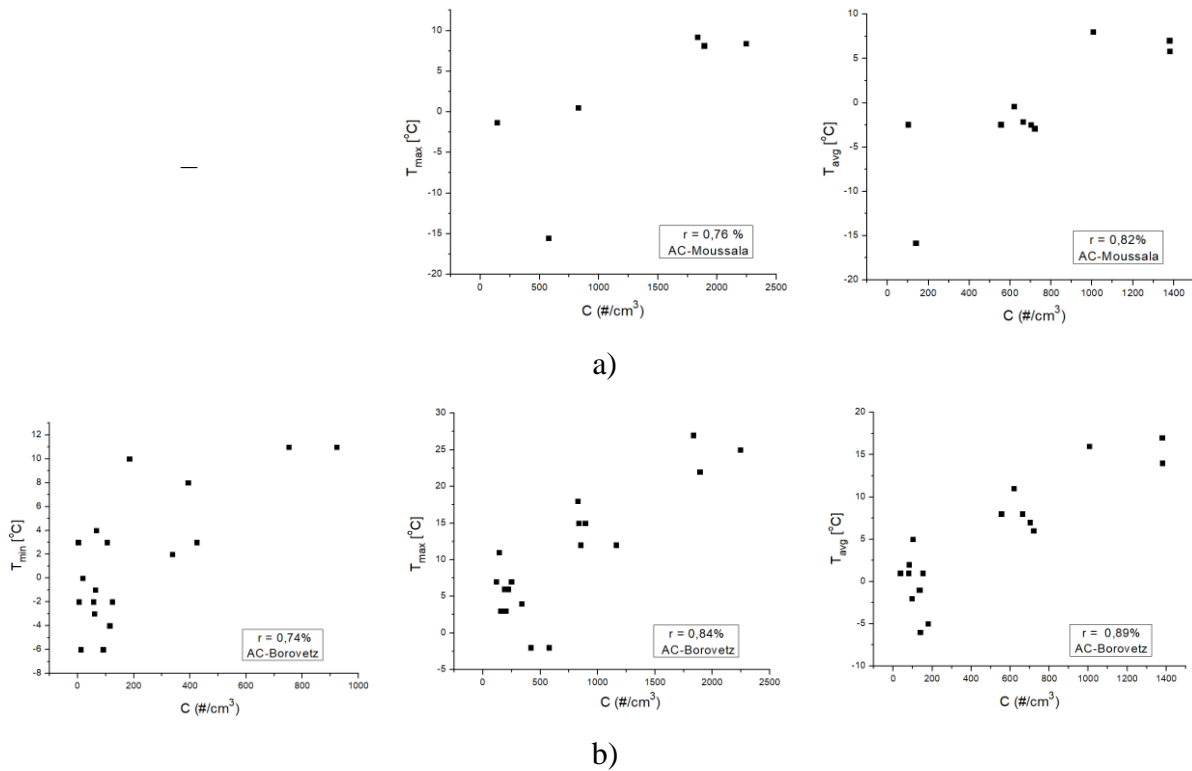 10
5
0
-5
-10
-15
-20
T_max [°C]
r = 0,76 %
AC-Moussala
0 500 1000 1500 2000 2500
C (#/cm³)
10
5
0
-5
-10
-15
-20
T_avg [°C]
r = 0,82%
AC-Moussala
0 200 400 600 800 1000 1200 1400
C (#/cm³)
a)
12
10
8
6
4
2
0
-2
-4
-6
-8
T_min [°C]
r = 0,74%
AC-Borovetz
0 200 400 600 800 1000
C (#/cm³)
30
25
20
15
10
5
0
-5
T_max [°C]
r = 0,84%
AC-Borovetz
0 500 1000 1500 2000 2500
C (#/cm³)
20
15
10
5
0
-5
-10
T_avg [°C]
r = 0,89%
AC-Borovetz
0 200 400 600 800 1000 1200 1400
C (#/cm³)
b)